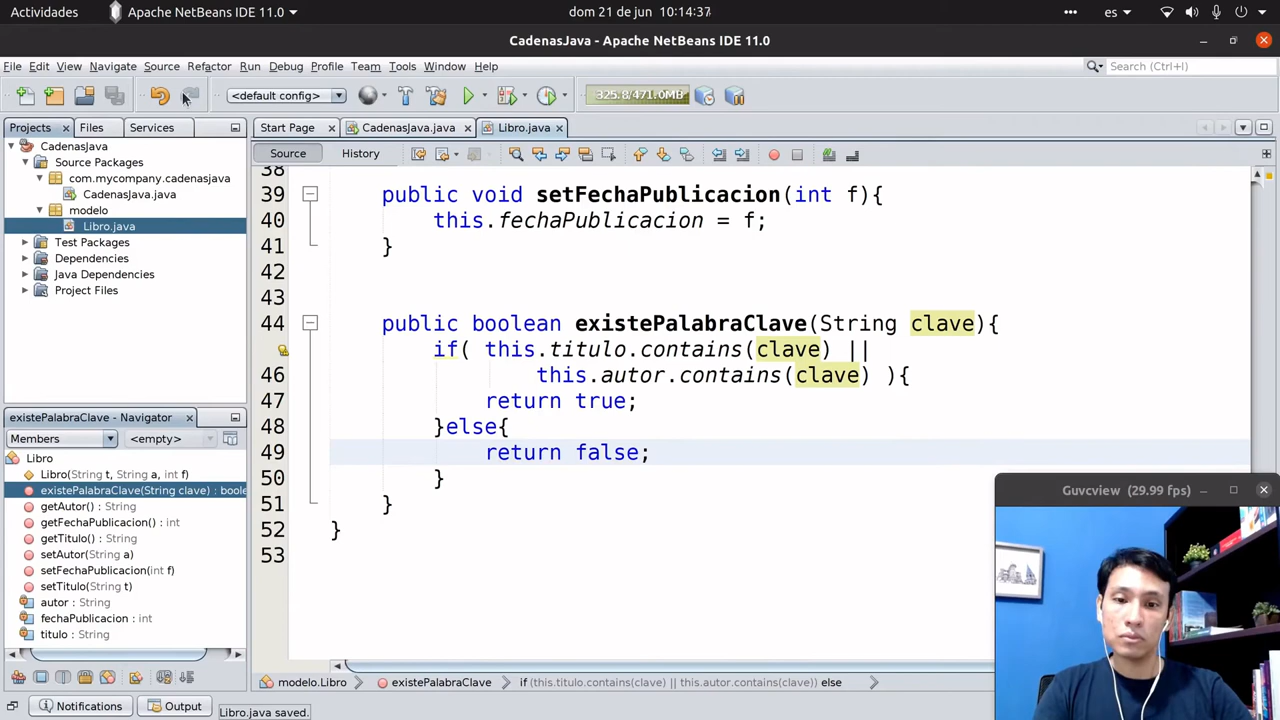 Actividades Apache NetBeans IDE 11.0 dom 21 de jun 10:14:37 es
CadenasJava - Apache NetBeans IDE 11.0
File Edit View Navigate Source Refactor Run Debug Profile Team Tools Window Help Search (Ctrl+I)
<default config> 325.8/471.0MB
Projects Files Services Start Page CadenasJava.java Libro.java
Source History
CadenasJava
Source Packages
com.mycompany.cadenasjava
CadenasJava.java
modelo
Libro.java
Test Packages
Dependencies
Java Dependencies
Project Files
existePalabraClave - Navigator
Members <empty>
Libro
Libro(String t, String a, int f)
existePalabraClave(String clave) : boole
getAutor() : String
getFechaPublicacion() : int
getTitulo() : String
setAutor(String a)
setFechaPublicacion(int f)
setTitulo(String t)
autor : String
fechaPublicacion : int
titulo : String
38
39 public void setFechaPublicacion(int f){
40 this.fechaPublicacion = f;
41 }
42
43
44 public boolean existePalabraClave(String clave){
if( this.titulo.contains(clave) ||
46 this.autor.contains(clave) ){
47 return true;
48 }else{
49 return false;
50 }
51 }
52 }
53
Guvcview (29.99 fps)
modelo.Libro existePalabraClave if (this.titulo.contains(clave) || this.autor.contains(clave)) else
Notifications Output Libro.java saved.